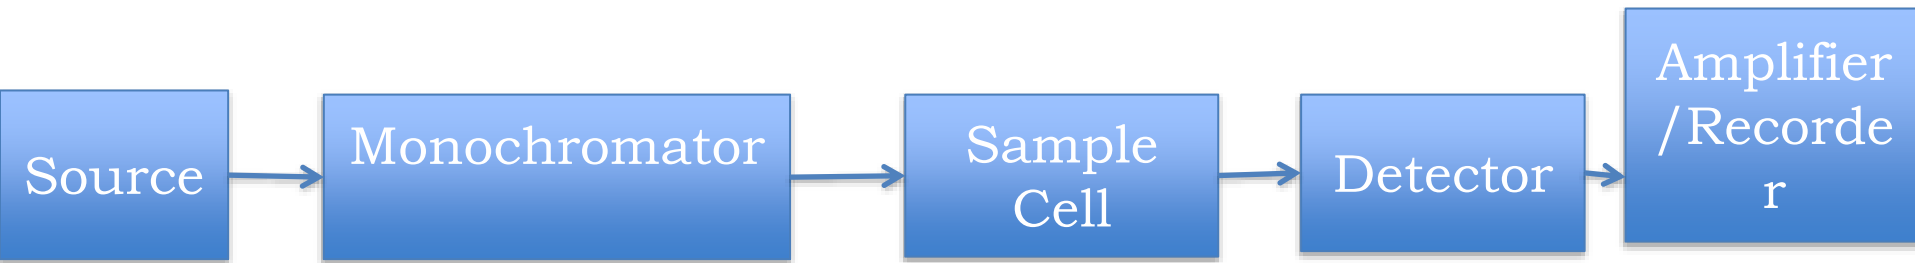 Source
Monochromator
Sample
Cell
Detector
Amplifier
/Recorde
r